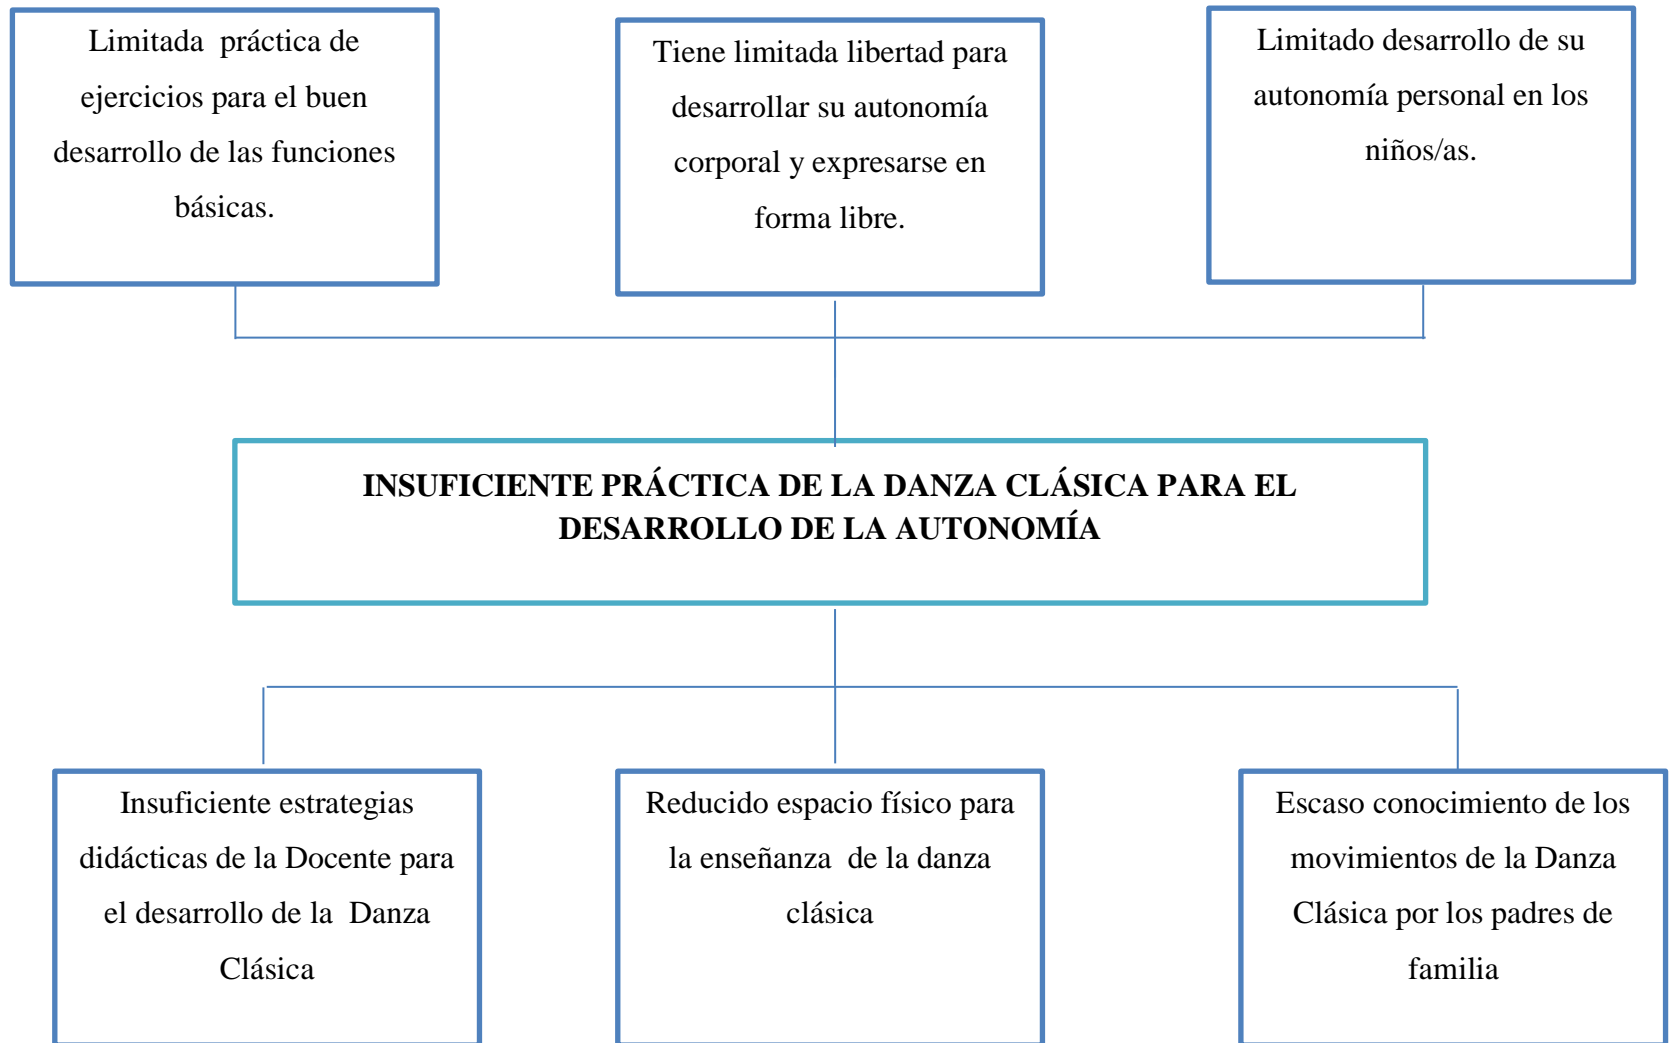 Limitada  práctica de
ejercicios para el buen
desarrollo de las funciones
básicas.
Tiene limitada libertad para
desarrollar su autonomía
corporal y expresarse en
forma libre.
Limitado desarrollo de su
autonomía personal en los
niños/as.
INSUFICIENTE PRÁCTICA DE LA DANZA CLÁSICA PARA EL
DESARROLLO DE LA AUTONOMÍA
Insuficiente estrategias
didácticas de la Docente para
el desarrollo de la  Danza
Clásica
Reducido espacio físico para
la enseñanza  de la danza
clásica
Escaso conocimiento de los
movimientos de la Danza
Clásica por los padres de
familia